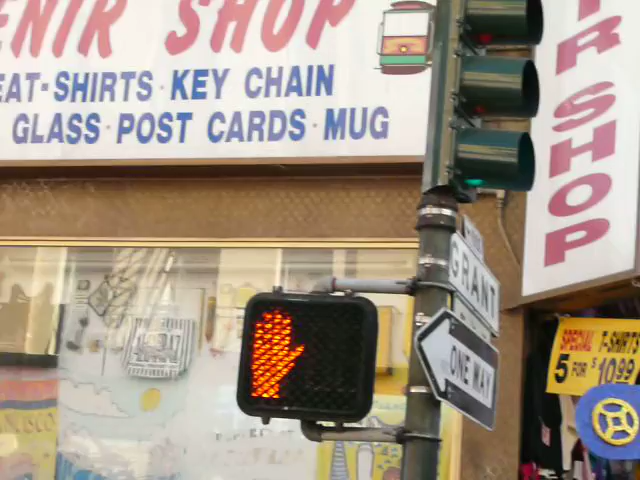 ENIR SHOP
EAT-SHIRTS · KEY CHAIN
GLASS · POST CARDS · MUG
IR SHOP
GRANT
ONE WAY
SPECIAL T-SHIRTS
5 FOR $10.99